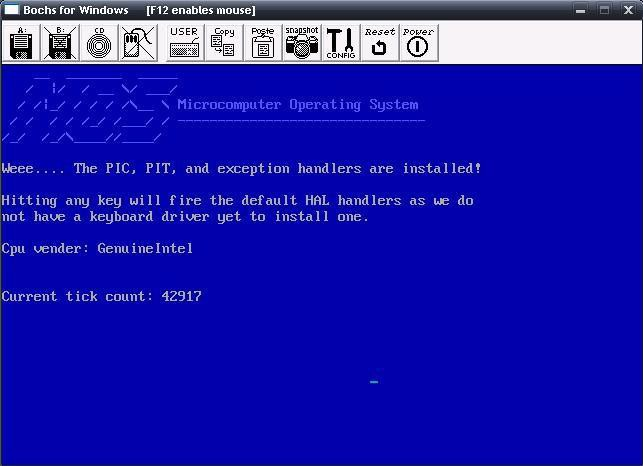 Bochs for Windows [F12 enables mouse]
A: B: CD USER Copy Paste snapshot CONFIG Reset Power
Microcomputer Operating System
Weee.... The PIC, PIT, and exception handlers are installed!
Hitting any key will fire the default HAL handlers as we do
not have a keyboard driver yet to install one.
Cpu vender: GenuineIntel
Current tick count: 42917